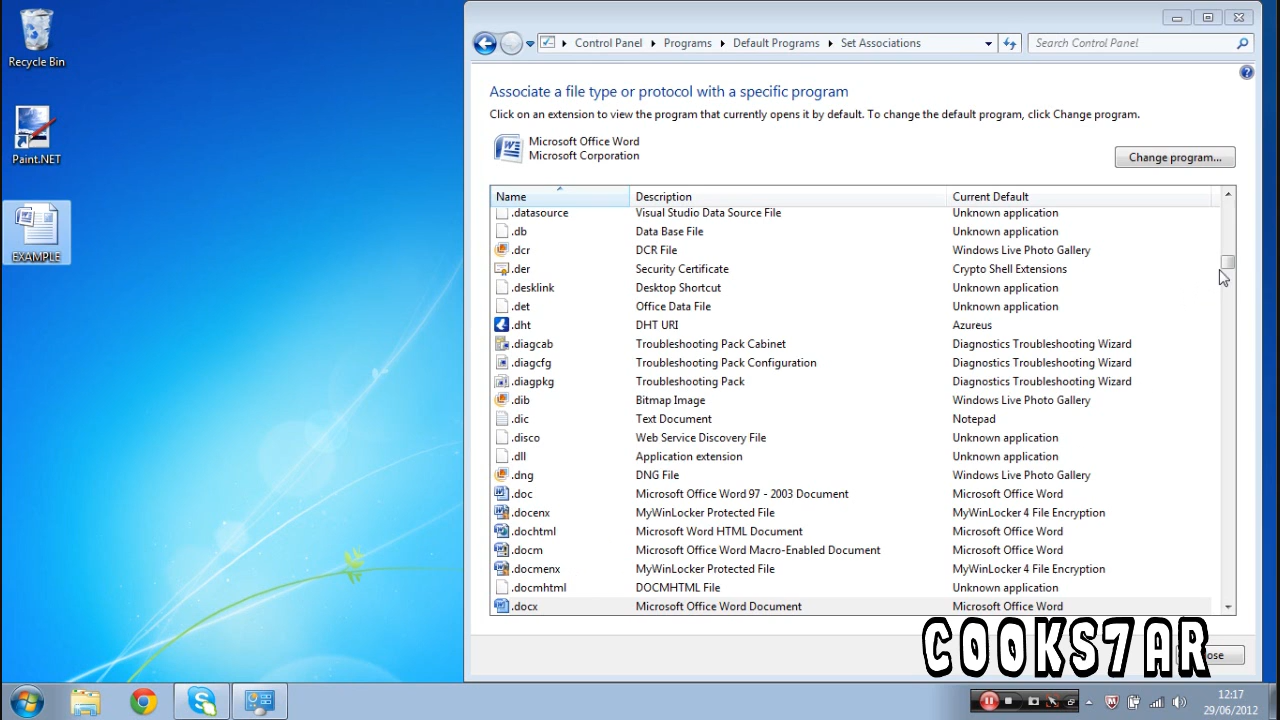 Recycle Bin
Paint.NET
EXAMPLE
Control Panel
Programs
Default Programs
Set Associations
Search Control Panel
Associate a file type or protocol with a specific program
Click on an extension to view the program that currently opens it by default. To change the default program, click Change program.
Microsoft Office Word
Microsoft Corporation
Change program...
Name Description Current Default
.datasource Visual Studio Data Source File Unknown application
.db Data Base File Unknown application
.dcr DCR File Windows Live Photo Gallery
.der Security Certificate Crypto Shell Extensions
.desklink Desktop Shortcut Unknown application
.det Office Data File Unknown application
.dht DHT URI Azureus
.diagcab Troubleshooting Pack Cabinet Diagnostics Troubleshooting Wizard
.diagcfg Troubleshooting Pack Configuration Diagnostics Troubleshooting Wizard
.diagpkg Troubleshooting Pack Diagnostics Troubleshooting Wizard
.dib Bitmap Image Windows Live Photo Gallery
.dic Text Document Notepad
.disco Web Service Discovery File Unknown application
.dll Application extension Unknown application
.dng DNG File Windows Live Photo Gallery
.doc Microsoft Office Word 97 - 2003 Document Microsoft Office Word
.docenx MyWinLocker Protected File MyWinLocker 4 File Encryption
.dochtml Microsoft Word HTML Document Microsoft Office Word
.docm Microsoft Office Word Macro-Enabled Document Microsoft Office Word
.docmenx MyWinLocker Protected File MyWinLocker 4 File Encryption
.docmhtml DOCMHTML File Unknown application
.docx Microsoft Office Word Document Microsoft Office Word
COOKS7AR
ose
12:17
29/06/2012